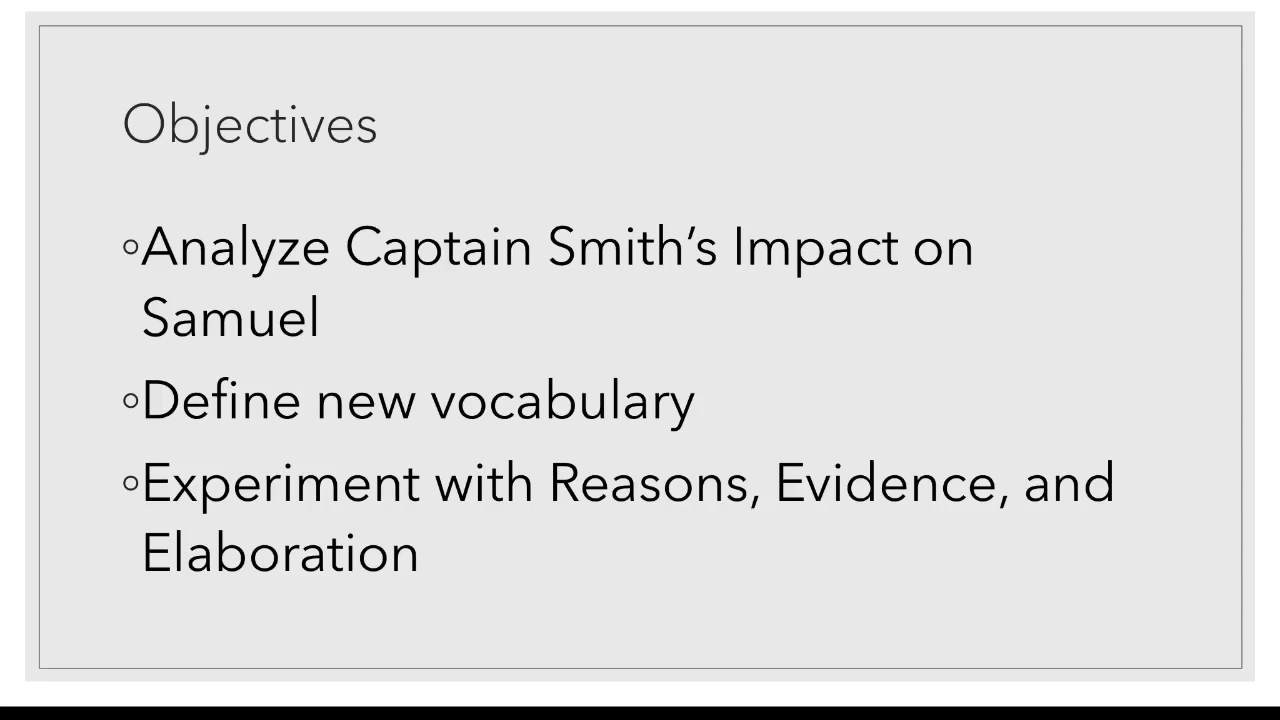 Objectives
◦Analyze Captain Smith’s Impact on
Samuel
◦Define new vocabulary
◦Experiment with Reasons, Evidence, and
Elaboration